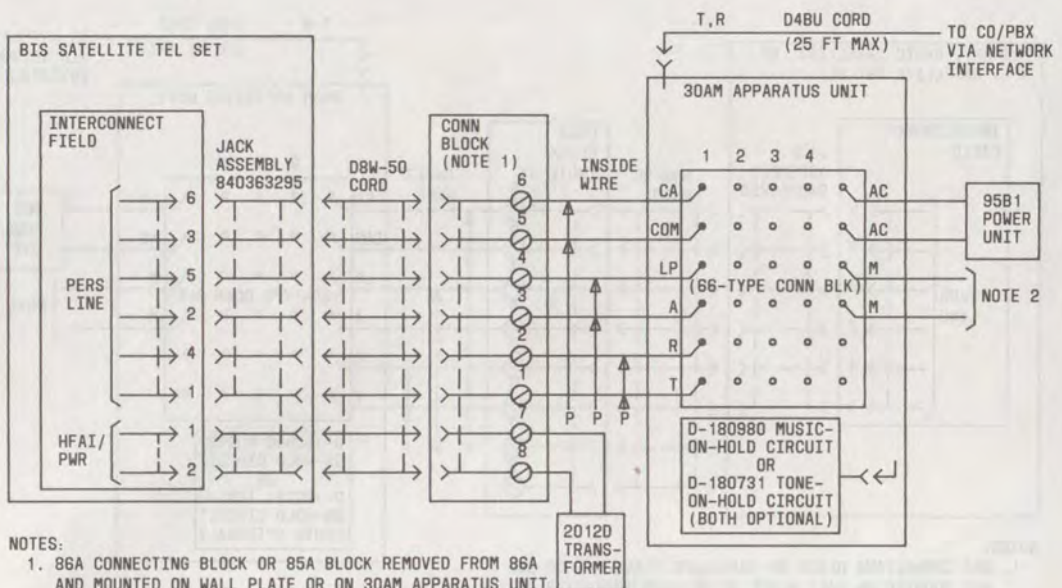 T,R D4BU CORD
(25 FT MAX)
TO CO/PBX
VIA NETWORK
INTERFACE
BIS SATELLITE TEL SET
30AM APPARATUS UNIT
INTERCONNECT
FIELD
JACK
ASSEMBLY
840363295
D8W-50
CORD
CONN
BLOCK
(NOTE 1)
INSIDE
WIRE
1 2 3 4
6 6 CA AC
95B1
POWER
UNIT
3 5 COM AC
5 4 LP M
(66-TYPE CONN BLK)
NOTE 2
PERS
LINE
2 3 A M
4 2 R
1 1 T
P P P
HFAI/
PWR
1 7
2 8
D-180980 MUSIC-
ON-HOLD CIRCUIT
OR
D-180731 TONE-
ON-HOLD CIRCUIT
(BOTH OPTIONAL)
2012D
TRANS-
FORMER
NOTES:
1. 86A CONNECTING BLOCK OR 85A BLOCK REMOVED FROM 86A
AND MOUNTED ON WALL PLATE OR ON 30AM APPARATUS UNIT